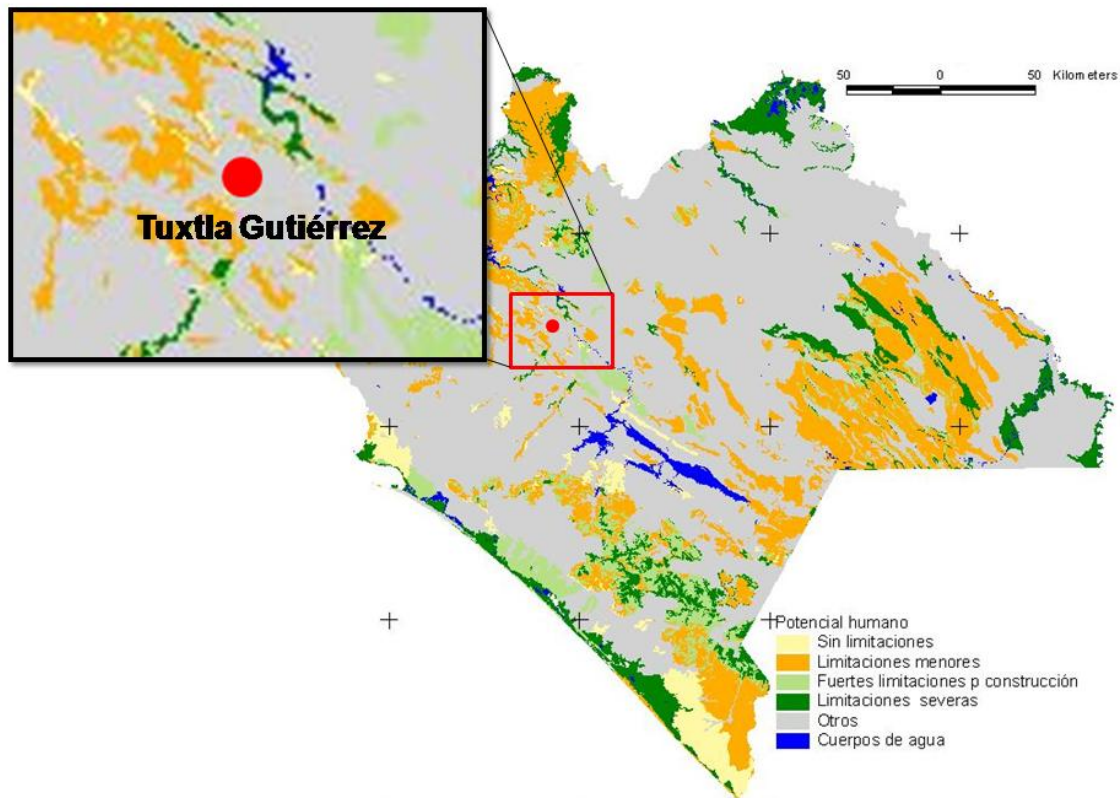 Tuxtla Gutiérrez
50 0 50 Kilometers
Potencial humano
Sin limitaciones
Limitaciones menores
Fuertes limitaciones p construcción
Limitaciones severas
Otros
Cuerpos de agua